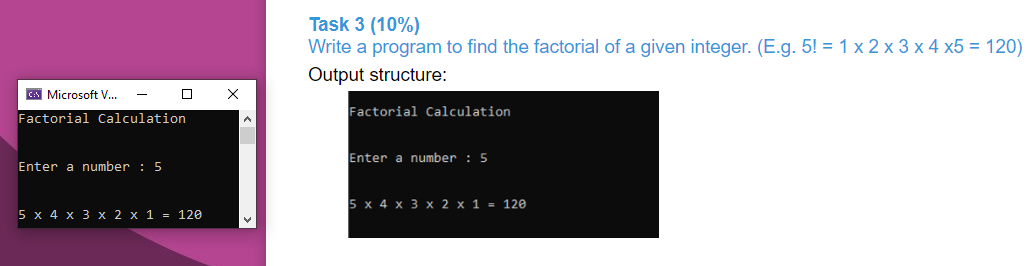 Task 3 (10%)
Write a program to find the factorial of a given integer. (E.g. 5! = 1 x 2 x 3 x 4 x5 = 120)
Output structure:
Microsoft V...
Factorial Calculation
Enter a number : 5
5 x 4 x 3 x 2 x 1 = 120
Factorial Calculation
Enter a number : 5
5 x 4 x 3 x 2 x 1 = 120